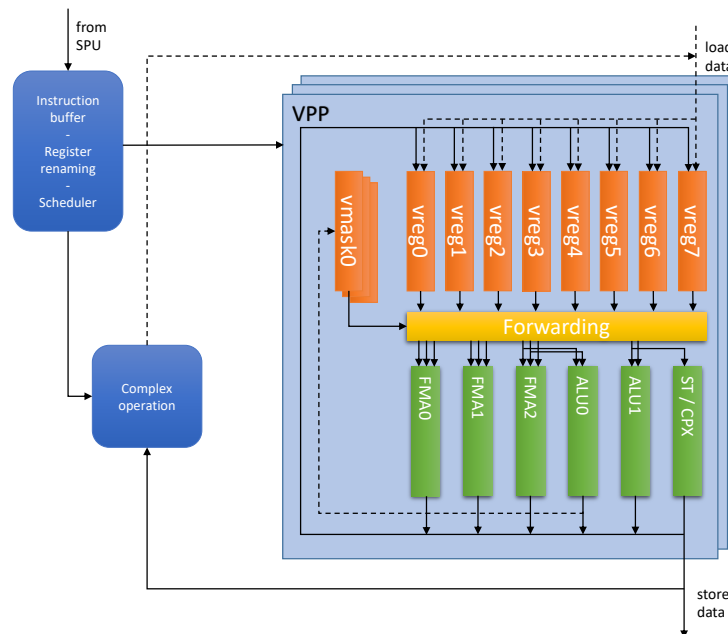 from
SPU
load
data
Instruction
buffer
-
Register
renaming
-
Scheduler
VPP
vmask0
vreg0
vreg1
vreg2
vreg3
vreg4
vreg5
vreg6
vreg7
Forwarding
Complex
operation
FMA0
FMA1
FMA2
ALU0
ALU1
ST / CPX
store
data